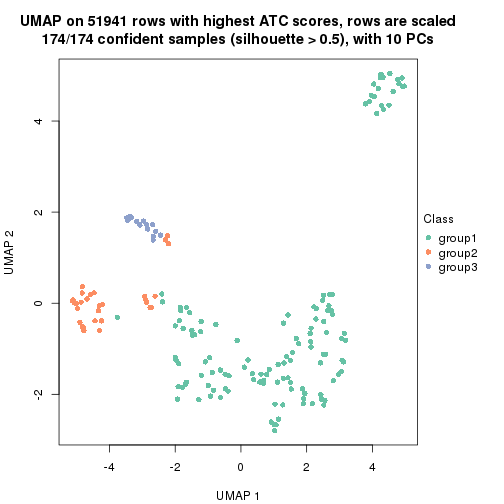 UMAP on 51941 rows with highest ATC scores, rows are scaled
174/174 confident samples (silhouette > 0.5), with 10 PCs
4
2
0
-2
UMAP 2
-4
-2
0
2
4
UMAP 1
Class
group1
group2
group3